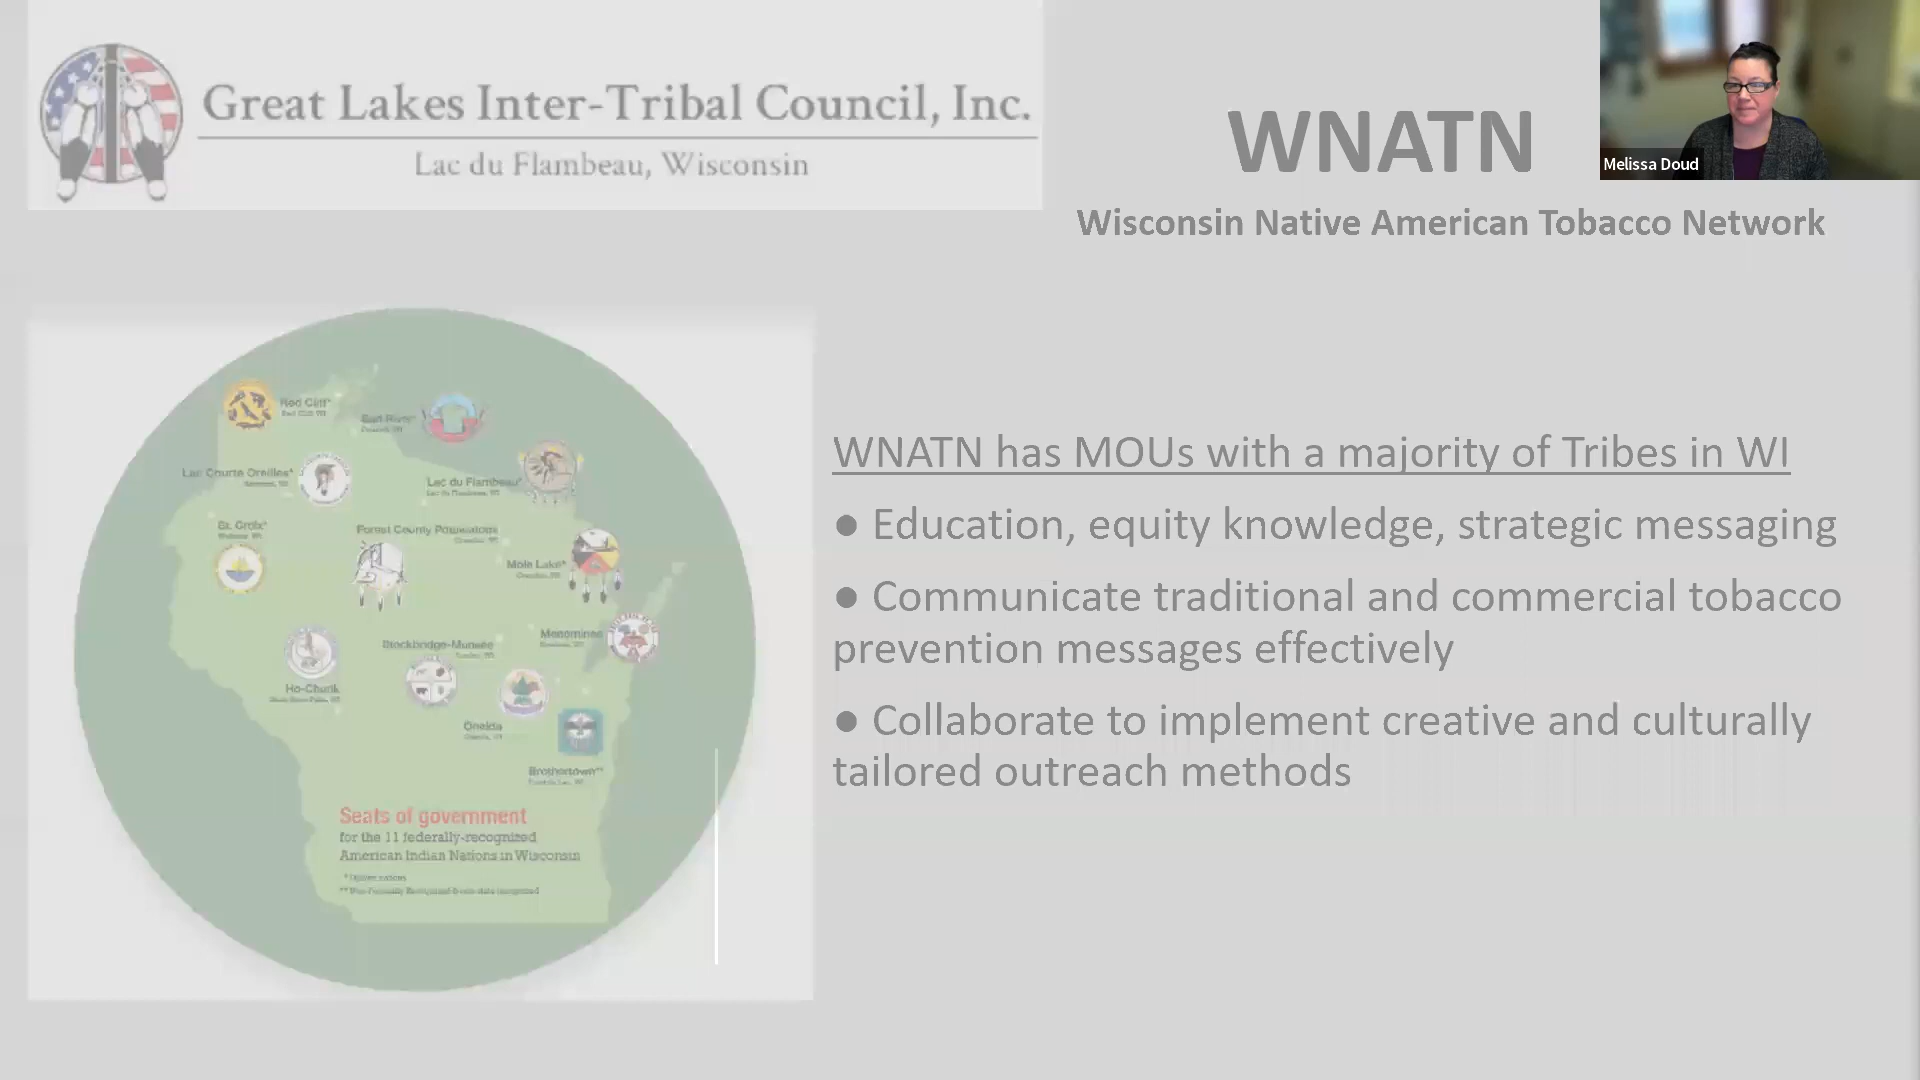 Great Lakes Inter-Tribal Council, Inc.
Lac du Flambeau, Wisconsin
WNATN
Wisconsin Native American Tobacco Network
Melissa Doud
Red Cliff*
Bad River*
Lac Courte Oreilles*
Lac du Flambeau*
Lac du Flambeau, WI
St. Croix*
Forest County Potawatomi
Mole Lake*
Stockbridge-Munsee
Menominee
Ho-Chunk
Oneida
Brothertown**
Seats of government
for the 11 federally-recognized
American Indian Nations in Wisconsin
WNATN has MOUs with a majority of Tribes in WI
● Education, equity knowledge, strategic messaging
● Communicate traditional and commercial tobacco
prevention messages effectively
● Collaborate to implement creative and culturally
tailored outreach methods